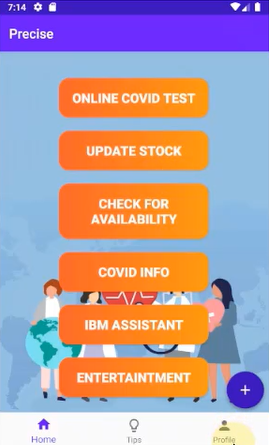 7:14
Precise
ONLINE COVID TEST
UPDATE STOCK
CHECK FOR
AVAILABILITY
COVID INFO
IBM ASSISTANT
ENTERTAINTMENT
+
Home
Tips
Profile